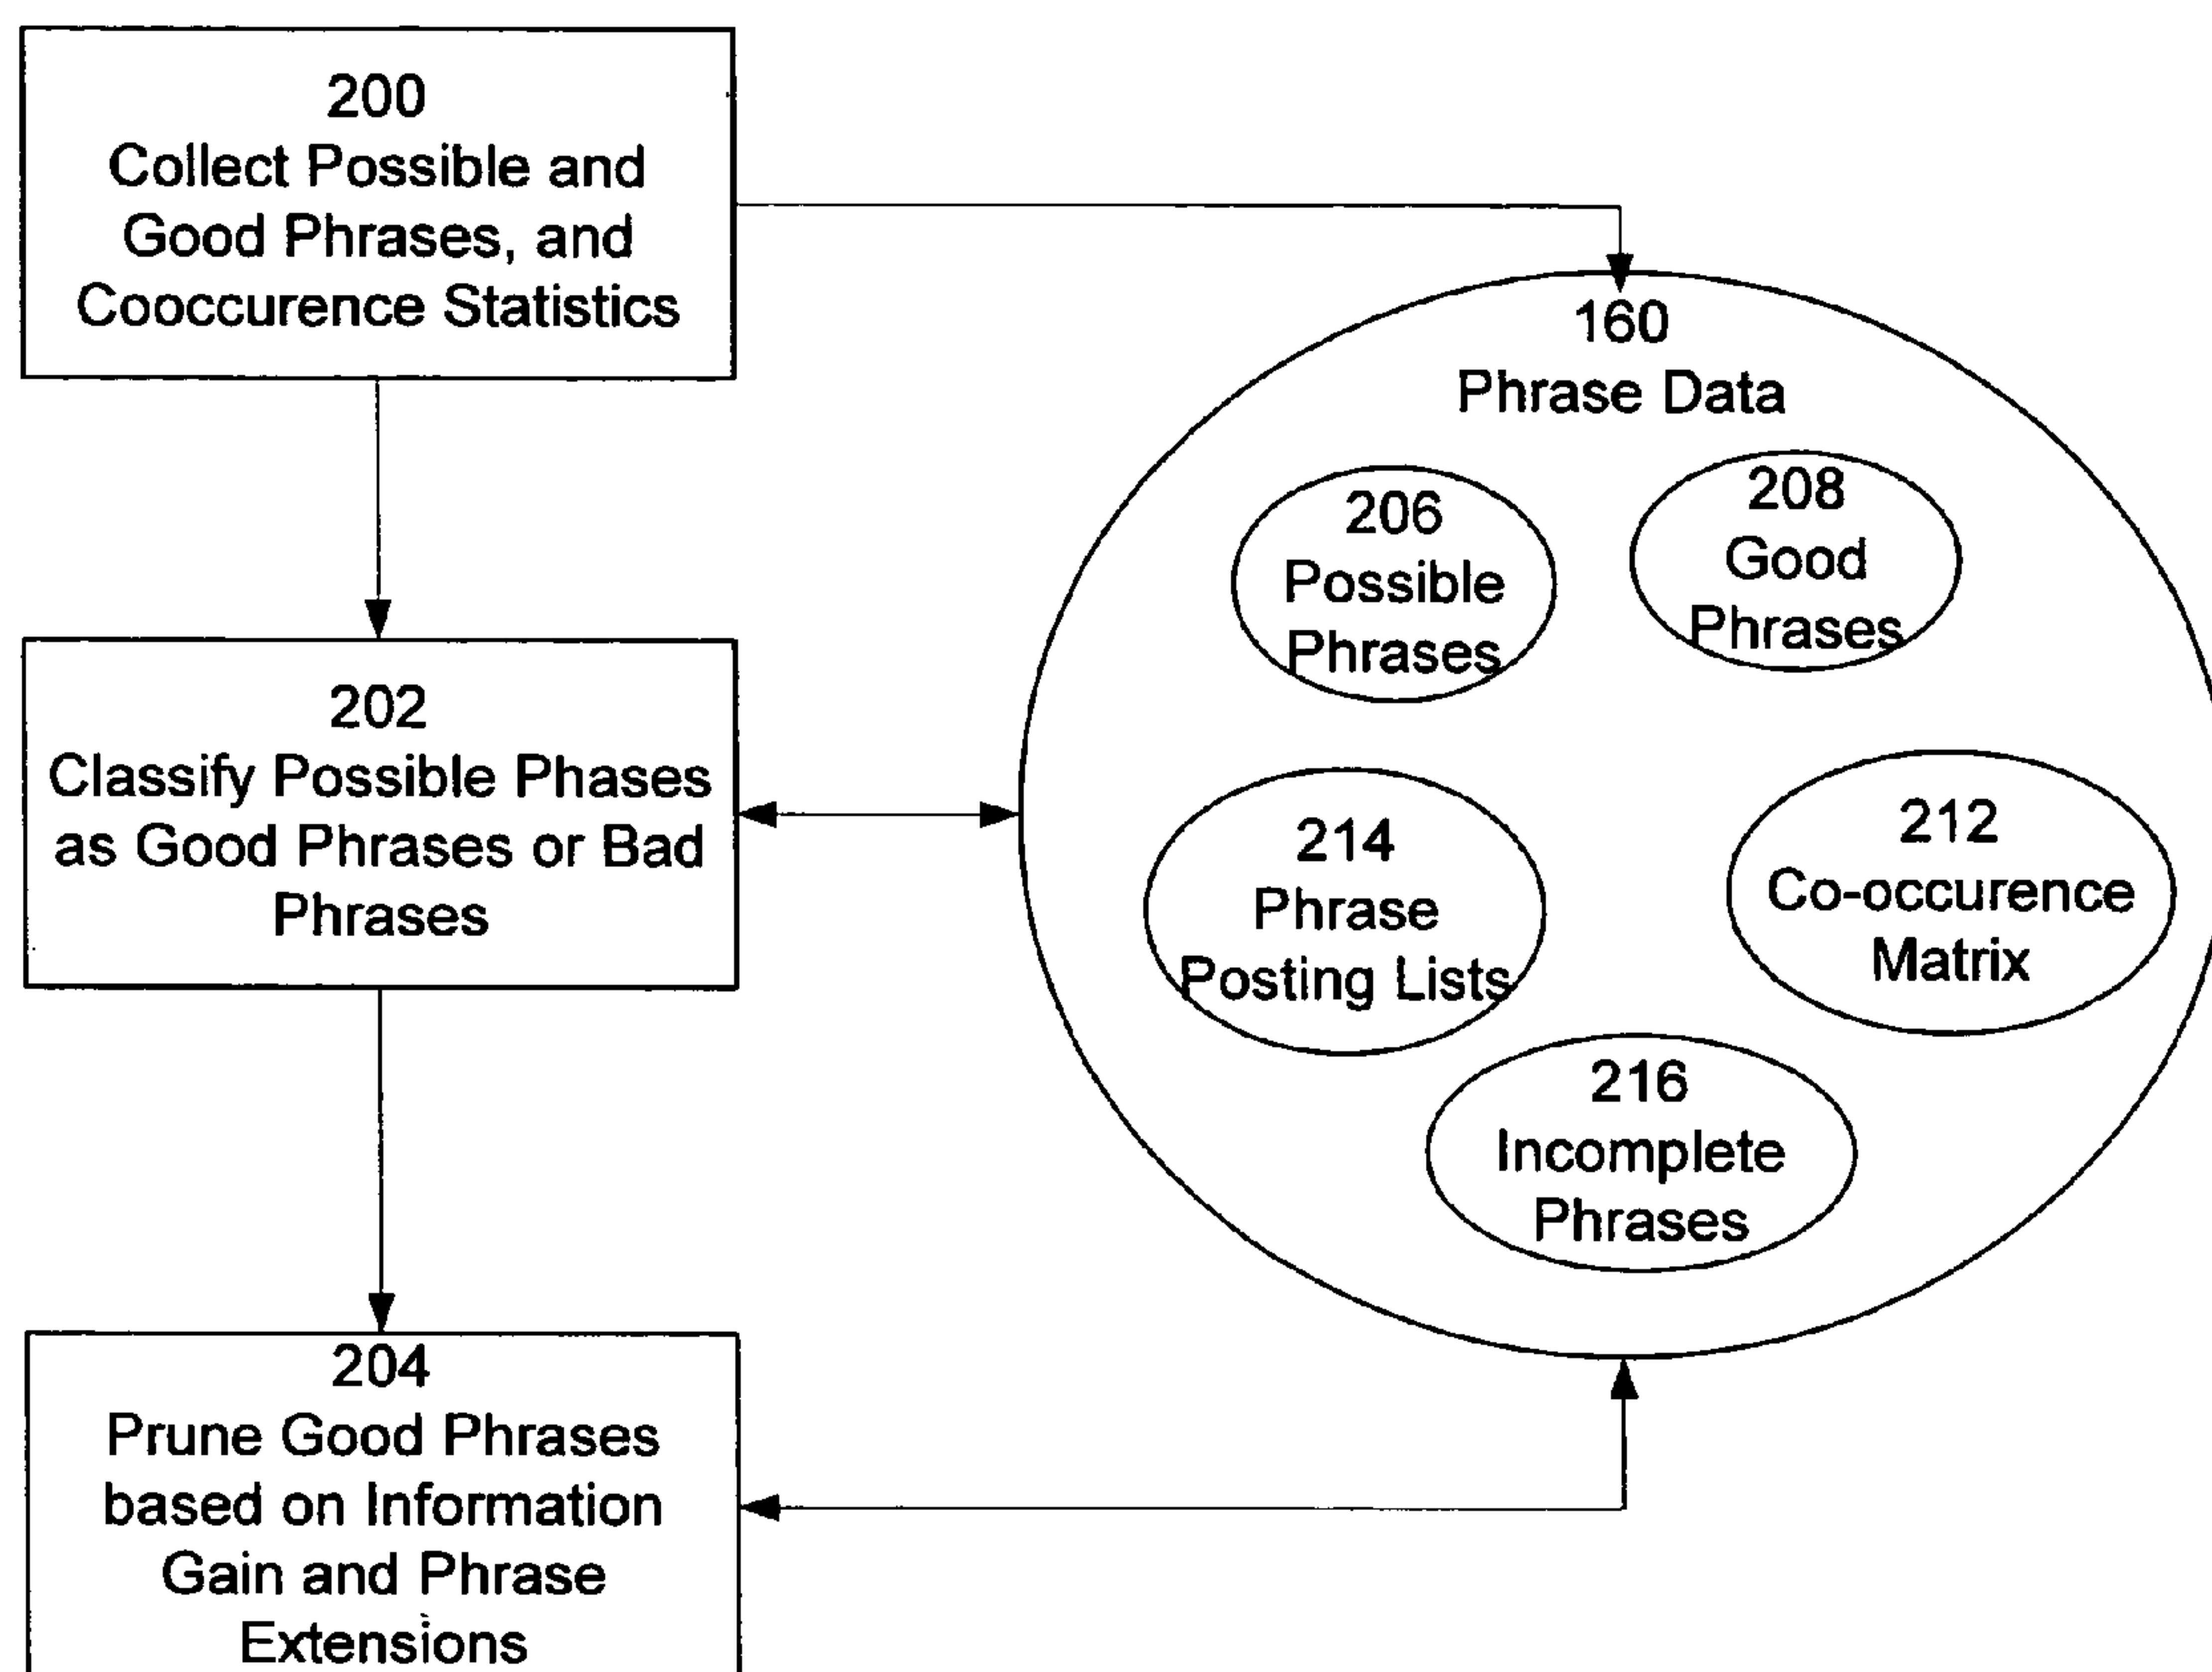 200
Collect Possible and
Good Phrases, and
Cooccurence Statistics
202
Classify Possible Phases
as Good Phrases or Bad
Phrases
204
Prune Good Phrases
based on Information
Gain and Phrase
Extensions
160
Phrase Data
206
Possible
Phrases
208
Good
Phrases
214
Phrase
Posting Lists
212
Co-occurence
Matrix
216
Incomplete
Phrases